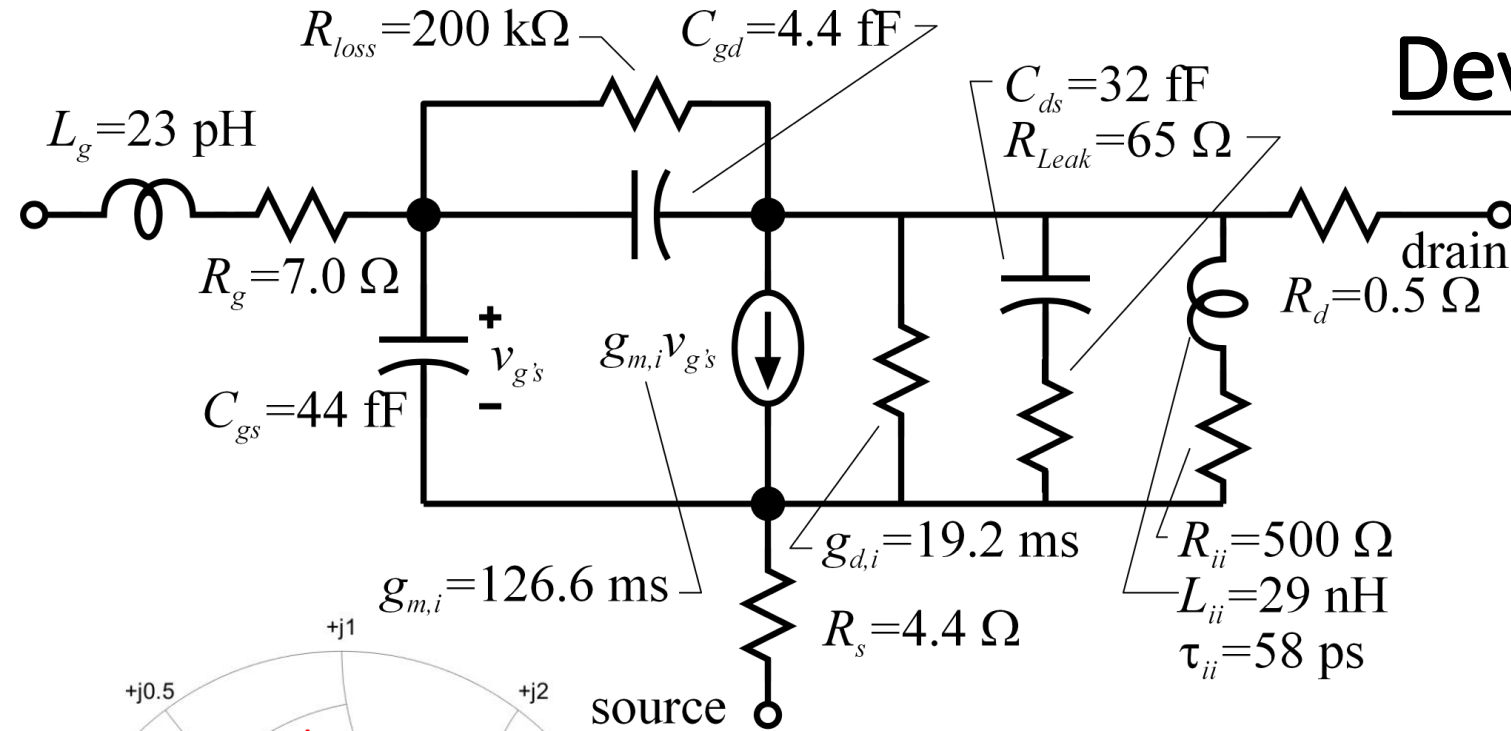 R_loss=200 kΩ
C_gd=4.4 fF
Dev
C_ds=32 fF
R_Leak=65 Ω
L_g=23 pH
drain
R_g=7.0 Ω
R_d=0.5 Ω
+
v_g's
−
g_m,i v_g's
C_gs=44 fF
g_d,i=19.2 ms
R_ii=500 Ω
g_m,i=126.6 ms
L_ii=29 nH
R_s=4.4 Ω
τ_ii=58 ps
+j1
+j0.5
+j2
source